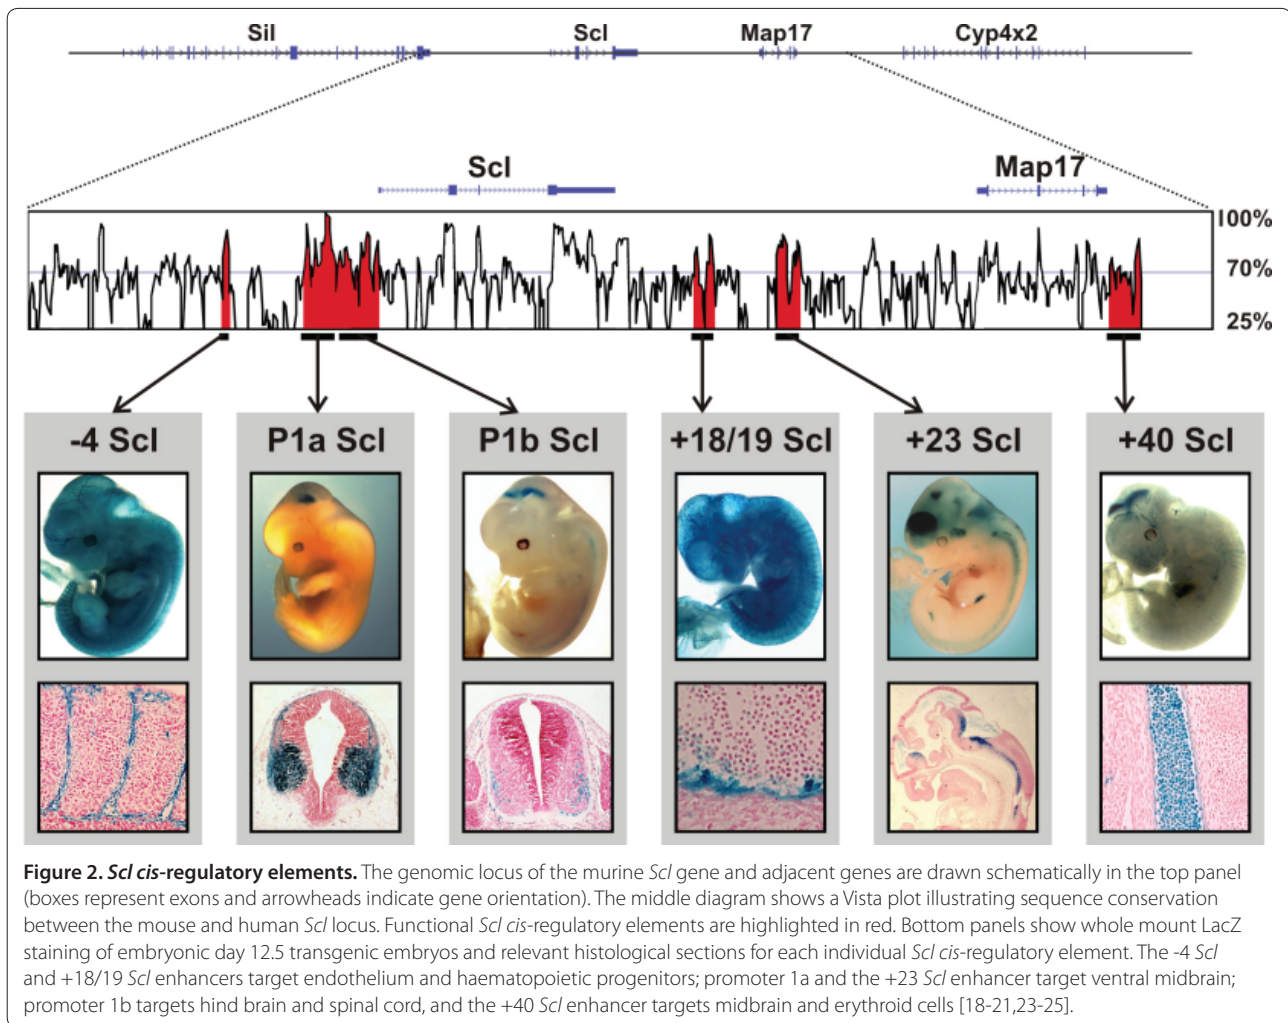 Sil Scl Map17 Cyp4x2
Scl Map17
100%
70%
25%
-4 Scl P1a Scl P1b Scl +18/19 Scl +23 Scl +40 Scl
Figure 2. Scl cis-regulatory elements. The genomic locus of the murine Scl gene and adjacent genes are drawn schematically in the top panel
(boxes represent exons and arrowheads indicate gene orientation). The middle diagram shows a Vista plot illustrating sequence conservation
between the mouse and human Scl locus. Functional Scl cis-regulatory elements are highlighted in red. Bottom panels show whole mount LacZ
staining of embryonic day 12.5 transgenic embryos and relevant histological sections for each individual Scl cis-regulatory element. The -4 Scl
and +18/19 Scl enhancers target endothelium and haematopoietic progenitors; promoter 1a and the +23 Scl enhancer target ventral midbrain;
promoter 1b targets hind brain and spinal cord, and the +40 Scl enhancer targets midbrain and erythroid cells [18-21,23-25].